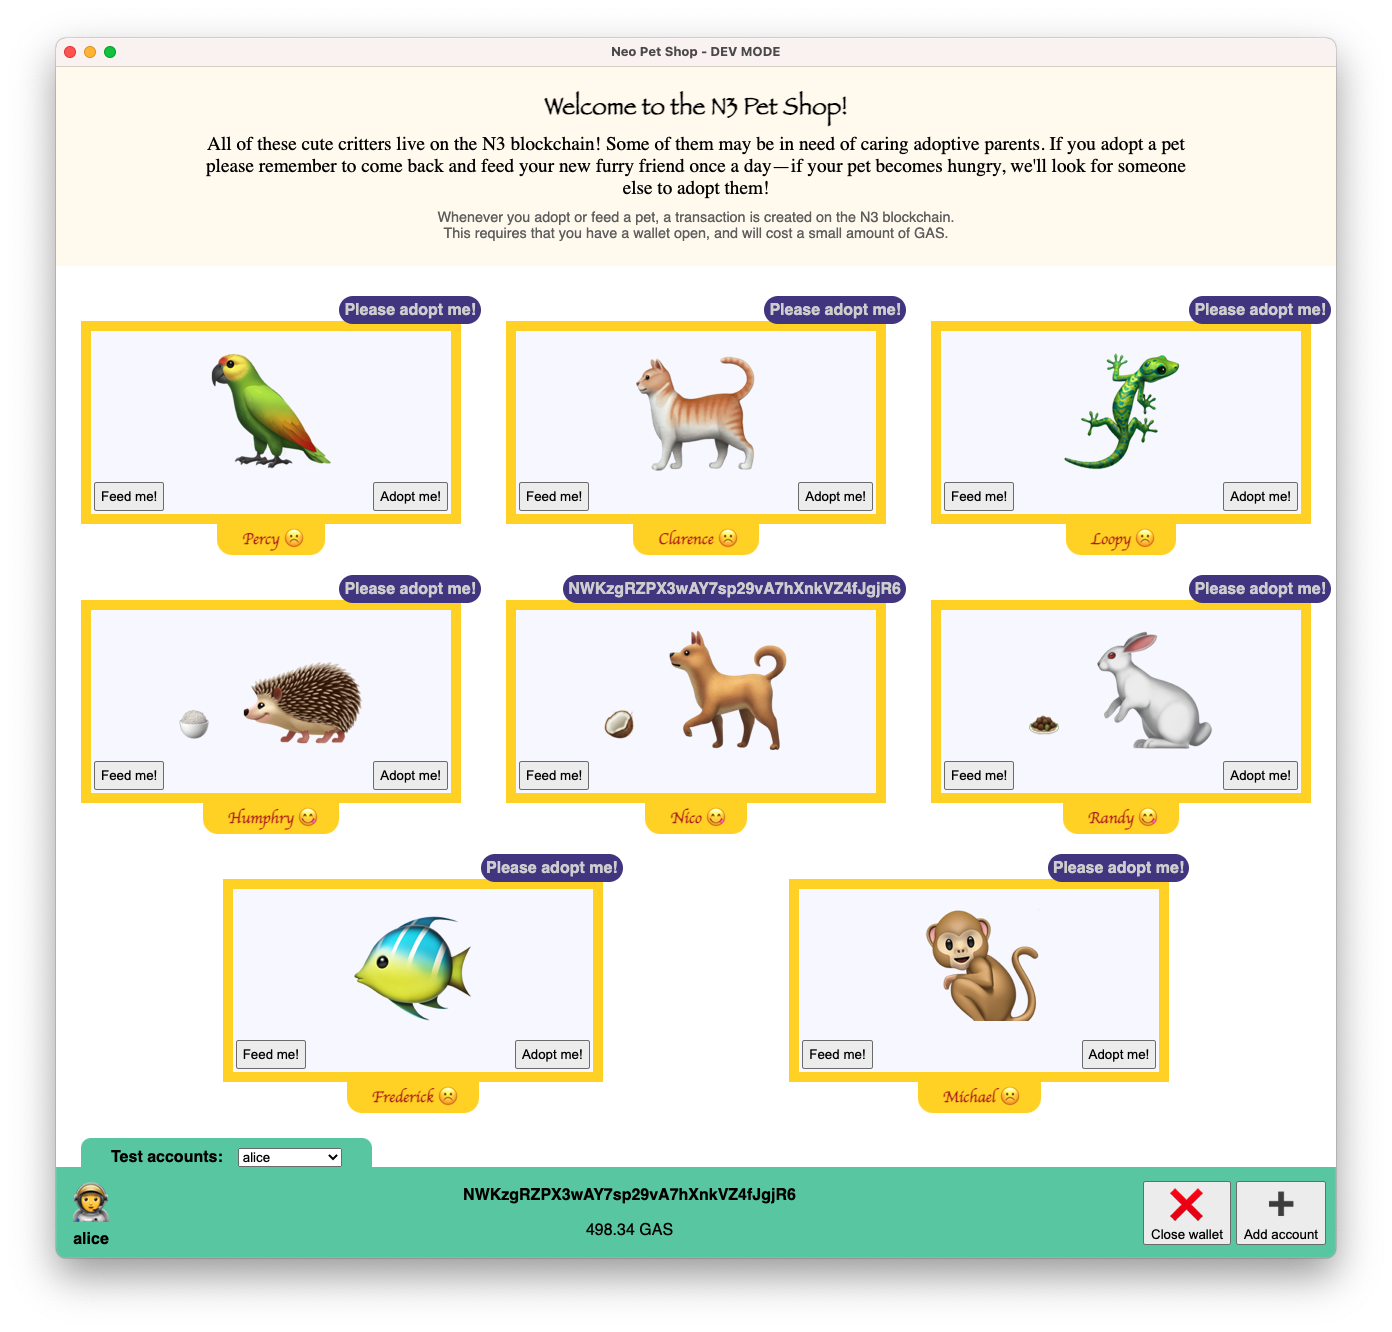 Neo Pet Shop - DEV MODE
Welcome to the N3 Pet Shop!
All of these cute critters live on the N3 blockchain! Some of them may be in need of caring adoptive parents. If you adopt a pet
please remember to come back and feed your new furry friend once a day—if your pet becomes hungry, we'll look for someone
else to adopt them!
Whenever you adopt or feed a pet, a transaction is created on the N3 blockchain.
This requires that you have a wallet open, and will cost a small amount of GAS.
Please adopt me!
Feed me!
Adopt me!
Percy
Please adopt me!
Feed me!
Adopt me!
Clarence
Please adopt me!
Feed me!
Adopt me!
Loopy
Please adopt me!
Feed me!
Adopt me!
Humphry
NWKzgRZPX3wAY7sp29vA7hXnkVZ4fJgjR6
Feed me!
Nico
Please adopt me!
Feed me!
Adopt me!
Randy
Please adopt me!
Feed me!
Adopt me!
Frederick
Please adopt me!
Feed me!
Adopt me!
Michael
Test accounts: alice
alice
NWKzgRZPX3wAY7sp29vA7hXnkVZ4fJgjR6
498.34 GAS
Close wallet
Add account